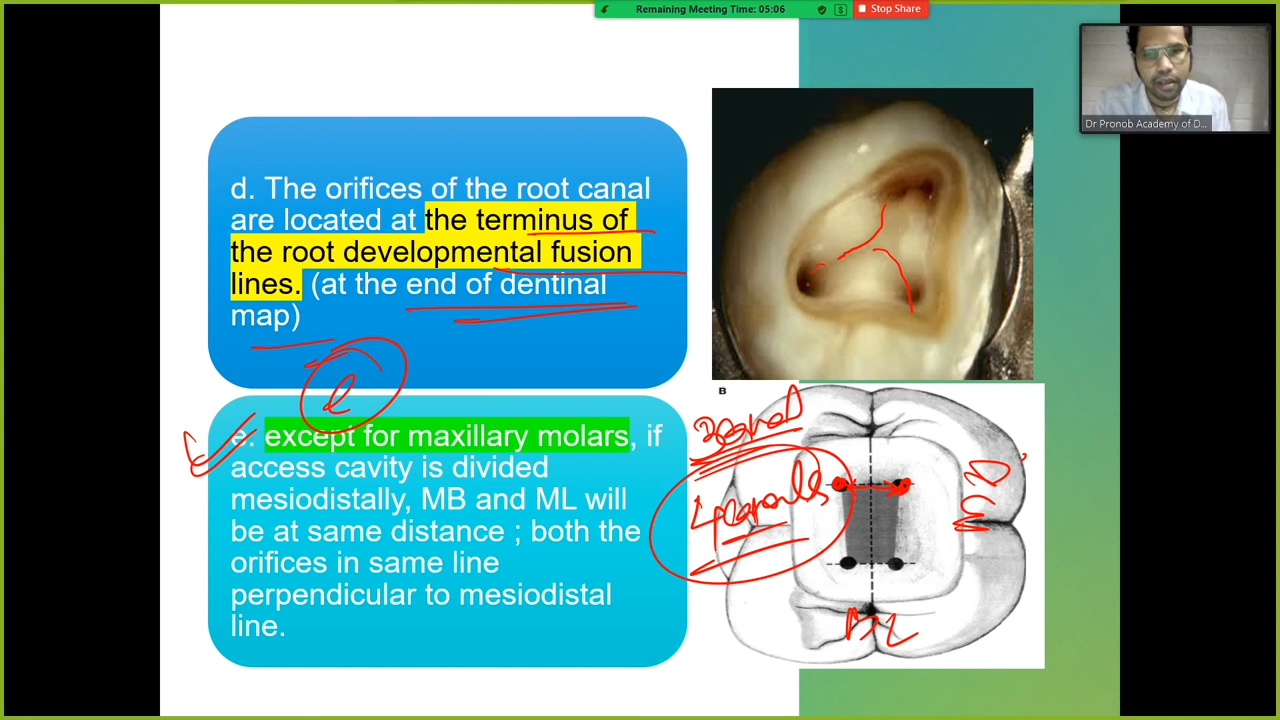 Remaining Meeting Time: 05:06
Stop Share
Dr Pronob Academy of D...
d. The orifices of the root canal
are located at the terminus of
the root developmental fusion
lines. (at the end of dentinal
map)
e
e. except for maxillary molars, if
access cavity is divided
mesiodistally, MB and ML will
be at same distance ; both the
orifices in same line
perpendicular to mesiodistal
line.
B